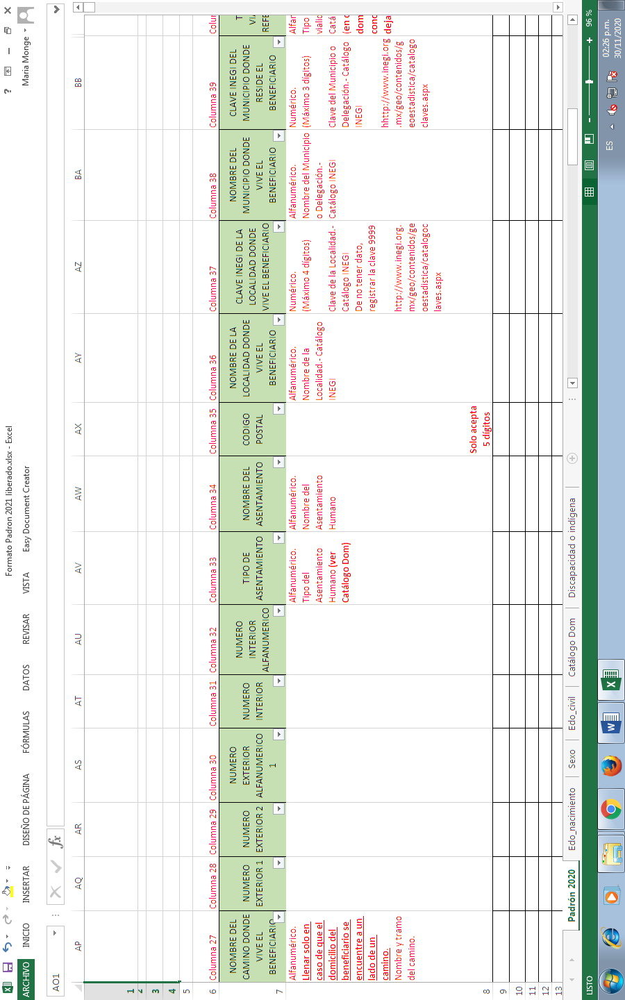 Formato Padron 2021 liberado.xlsx - Excel
?
ARCHIVO INICIO INSERTAR DISEÑO DE PÁGINA FÓRMULAS DATOS REVISAR VISTA Easy Document Creator
Maria Monge
AO1
fx
AP AQ AR AS AT AU AV AW AX AY AZ BA BB
1
2
3
4
5
6
Columna 27 Columna 28 Columna 29 Columna 30 Columna 31 Columna 32 Columna 33 Columna 34 Columna 35 Columna 36 Columna 37 Columna 38 Columna 39 Colur
7
NOMBRE DEL
CAMINO DONDE
VIVE EL
BENEFICIARIO
NUMERO
EXTERIOR 1
NUMERO
EXTERIOR 2
NUMERO
EXTERIOR
ALFANUMERICO
1
NUMERO
INTERIOR
NUMERO
INTERIOR
ALFANUMERICO
TIPO DE
ASENTAMIENTO
NOMBRE DEL
ASENTAMIENTO
CODIGO
POSTAL
NOMBRE DE LA
LOCALIDAD DONDE
VIVE EL
BENEFICIARIO
CLAVE INEGI DE LA
LOCALIDAD DONDE
VIVE EL BENEFICIARIO
NOMBRE DEL
MUNICIPIO DONDE
VIVE EL
BENEFICIARIO
CLAVE INEGI DEL
MUNICIPIO DONDE
RESIDE EL
BENEFICIARIO
T
VI
REFE
8
Alfanumérico.
Llenar solo en
caso de que el
domicilio del
beneficiario se
encuentre a un
lado de un
camino.
Nombre y tramo
del camino.
Alfanumérico.
Tipo del
Asentamiento
Humano (ver
Catálogo Dom)
Alfanumérico.
Nombre del
Asentamiento
Humano
Solo acepta
5 dígitos
Alfanumérico.
Nombre de la
Localidad.- Catálogo
INEGI
Numérico.
(Máximo 4 dígitos)
Clave de la Localidad.-
Catálogo INEGI
De no tener dato,
registrar la clave 9999
http://www.inegi.org.
mx/geo/contenidos/ge
oestadistica/catalogoc
laves.aspx
Alfanumérico.
Nombre del Municipio
o Delegación.-
Catálogo INEGI
Numérico.
(Máximo 3 dígitos)
Clave del Municipio o
Delegación.- Catálogo
INEGI
hhttp://www.inegi.org
.mx/geo/contenidos/g
eoestadistica/catalogo
claves.aspx
Alfar
Tipo
vialid
Catá
(en c
dom
conc
deja
9
10
11
12
13
Padrón 2020 Edo_nacimiento Sexo Edo_civil Catálogo Dom Discapacidad o indígena
LISTO
96 %
ES
02:26 p.m.
30/11/2020